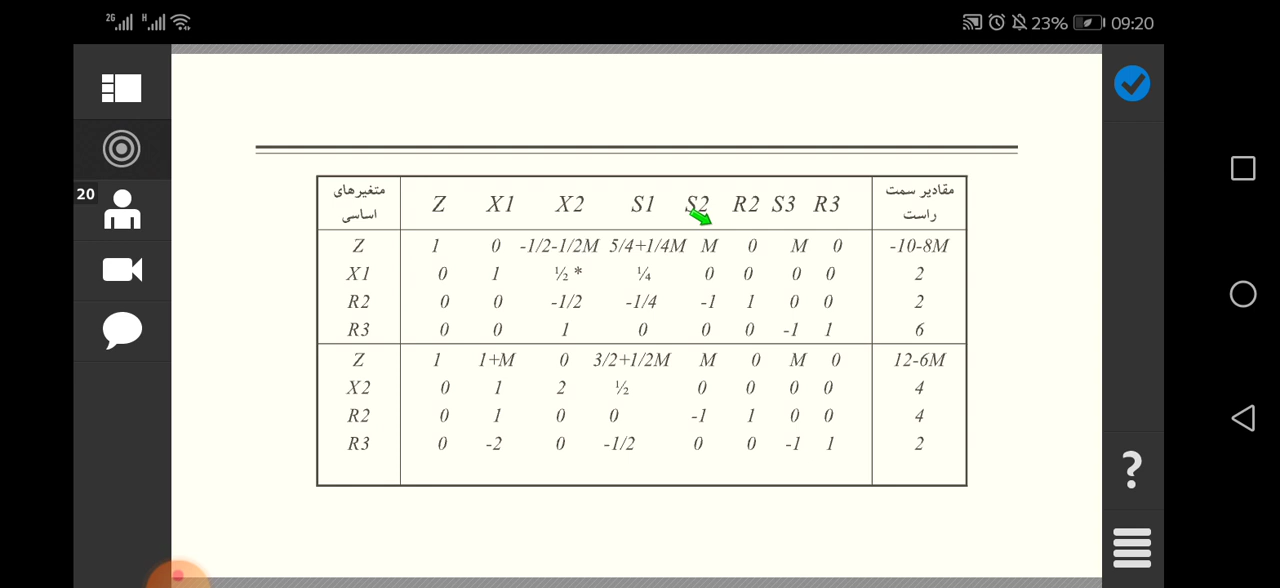 2G H 23% 09:20
20
متغیرهای اساسی Z X1 X2 S1 S2 R2 S3 R3 مقادیر سمت راست
Z 1 0 -1/2-1/2M 5/4+1/4M M 0 M 0 -10-8M
X1 0 1 ½ * ¼ 0 0 0 0 2
R2 0 0 -1/2 -1/4 -1 1 0 0 2
R3 0 0 1 0 0 0 -1 1 6
Z 1 1+M 0 3/2+1/2M M 0 M 0 12-6M
X2 0 1 2 ½ 0 0 0 0 4
R2 0 1 0 0 -1 1 0 0 4
R3 0 -2 0 -1/2 0 0 -1 1 2
?